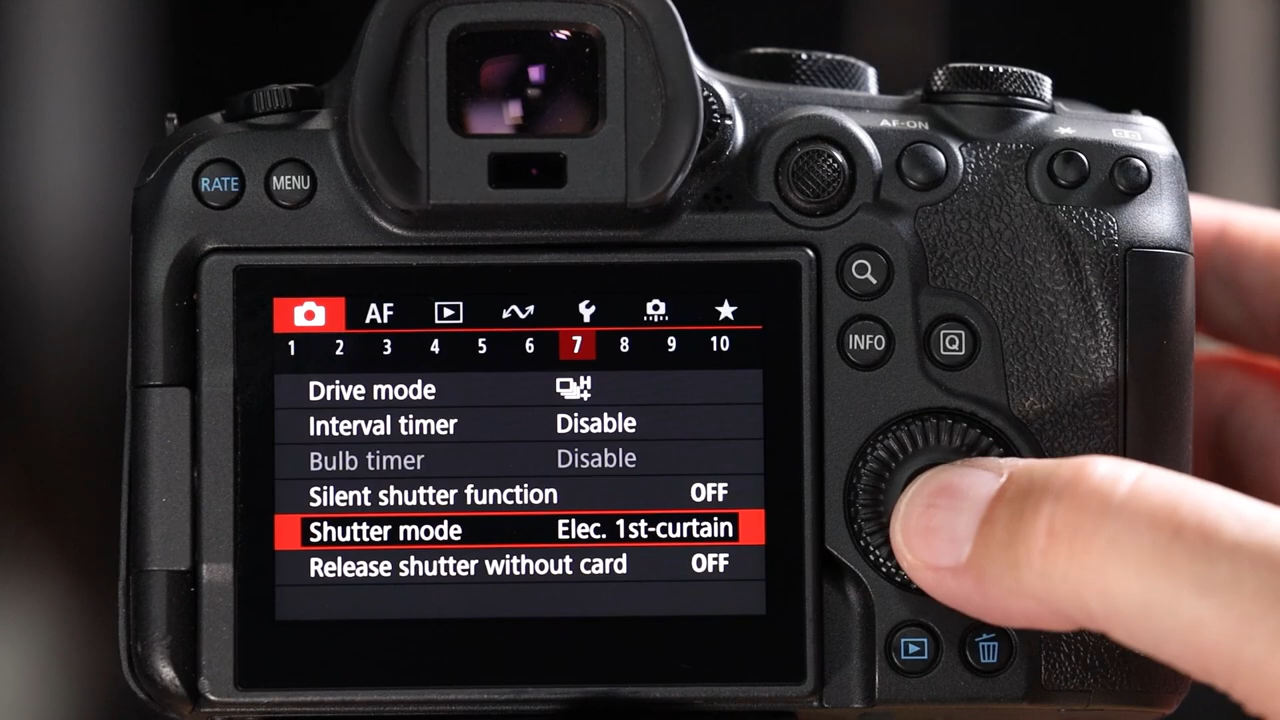 AF-ON
RATE MENU
AF
1 2 3 4 5 6 7 8 9 10
Drive mode H
Interval timer Disable
Bulb timer Disable
Silent shutter function OFF
Shutter mode Elec. 1st-curtain
Release shutter without card OFF
INFO Q